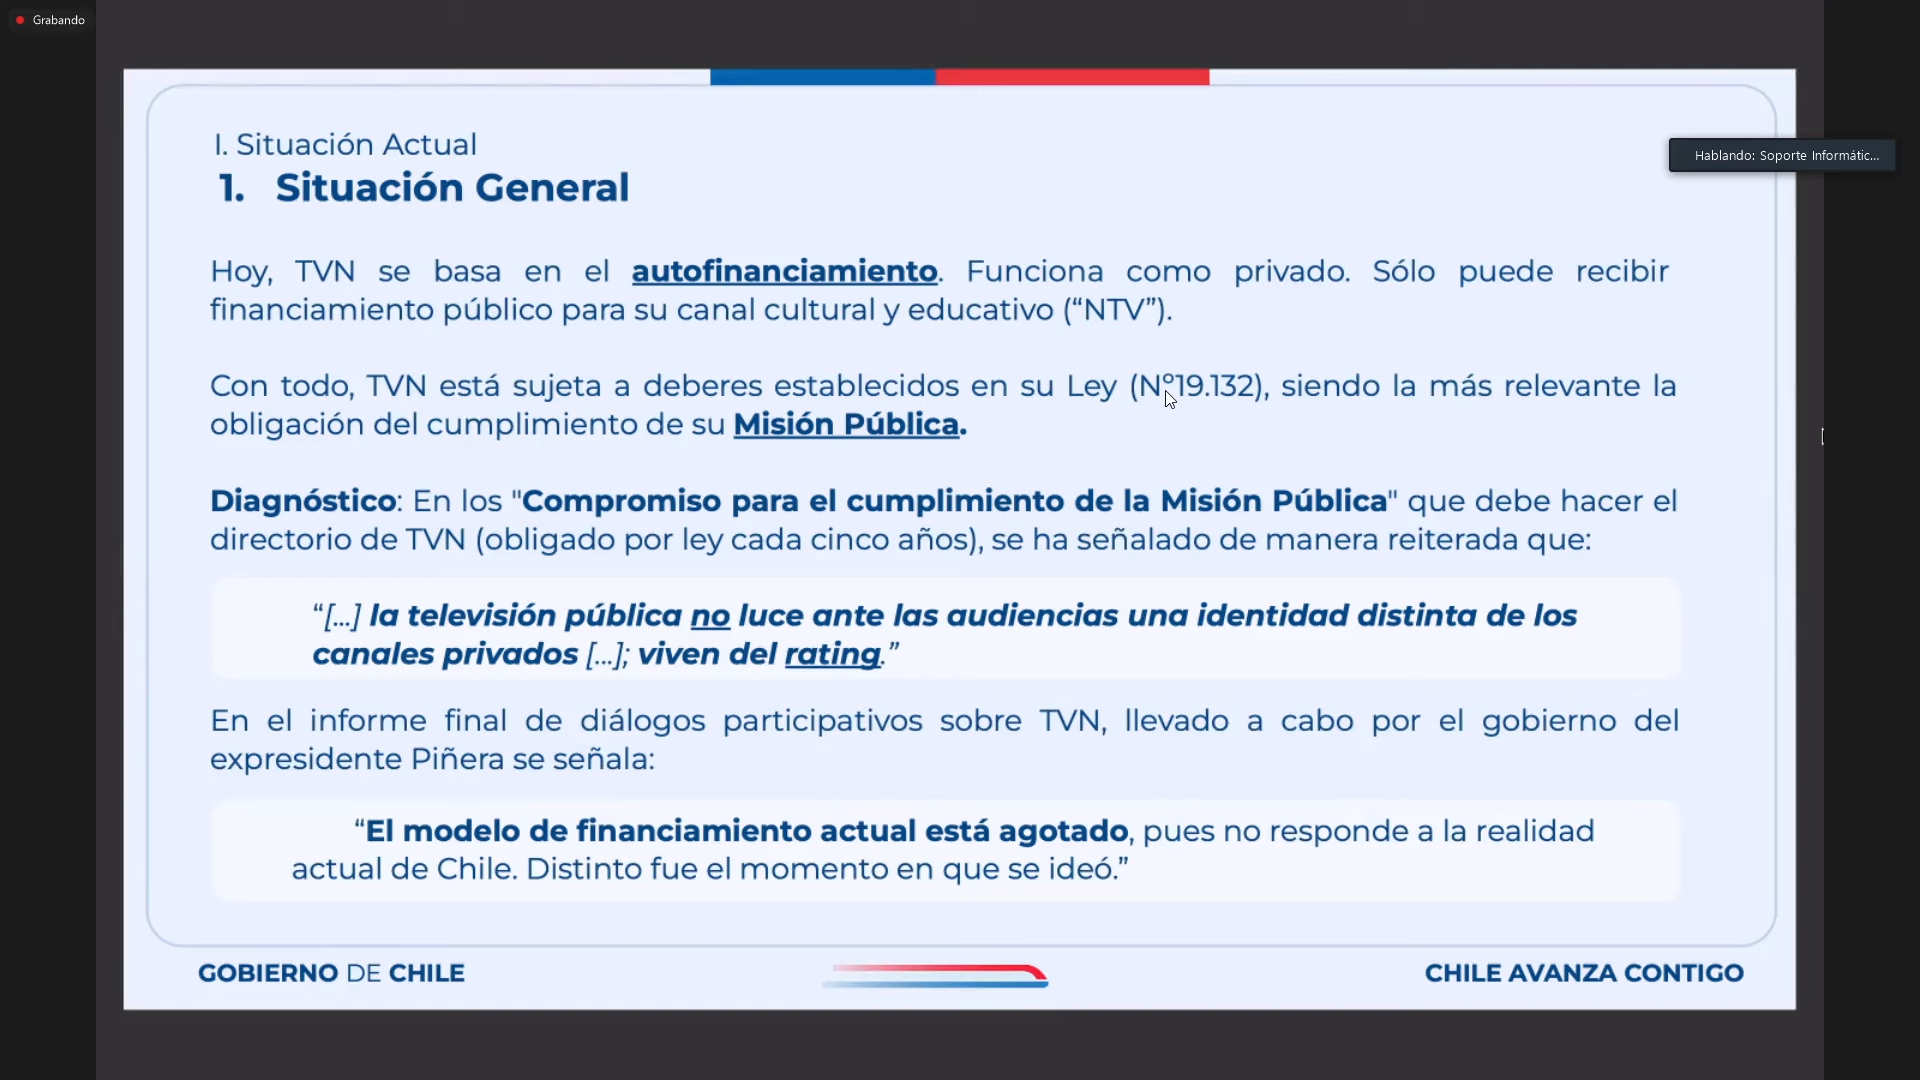 Grabando
I. Situación Actual
1. Situación General
Hablando: Soporte Informátic...
Hoy, TVN se basa en el autofinanciamiento. Funciona como privado. Sólo puede recibir
financiamiento público para su canal cultural y educativo (“NTV”).
Con todo, TVN está sujeta a deberes establecidos en su Ley (Nº19.132), siendo la más relevante la
obligación del cumplimiento de su Misión Pública.
Diagnóstico: En los "Compromiso para el cumplimiento de la Misión Pública" que debe hacer el
directorio de TVN (obligado por ley cada cinco años), se ha señalado de manera reiterada que:
“[...] la televisión pública no luce ante las audiencias una identidad distinta de los
canales privados [...]; viven del rating.”
En el informe final de diálogos participativos sobre TVN, llevado a cabo por el gobierno del
expresidente Piñera se señala:
“El modelo de financiamiento actual está agotado, pues no responde a la realidad
actual de Chile. Distinto fue el momento en que se ideó.”
GOBIERNO DE CHILE
CHILE AVANZA CONTIGO